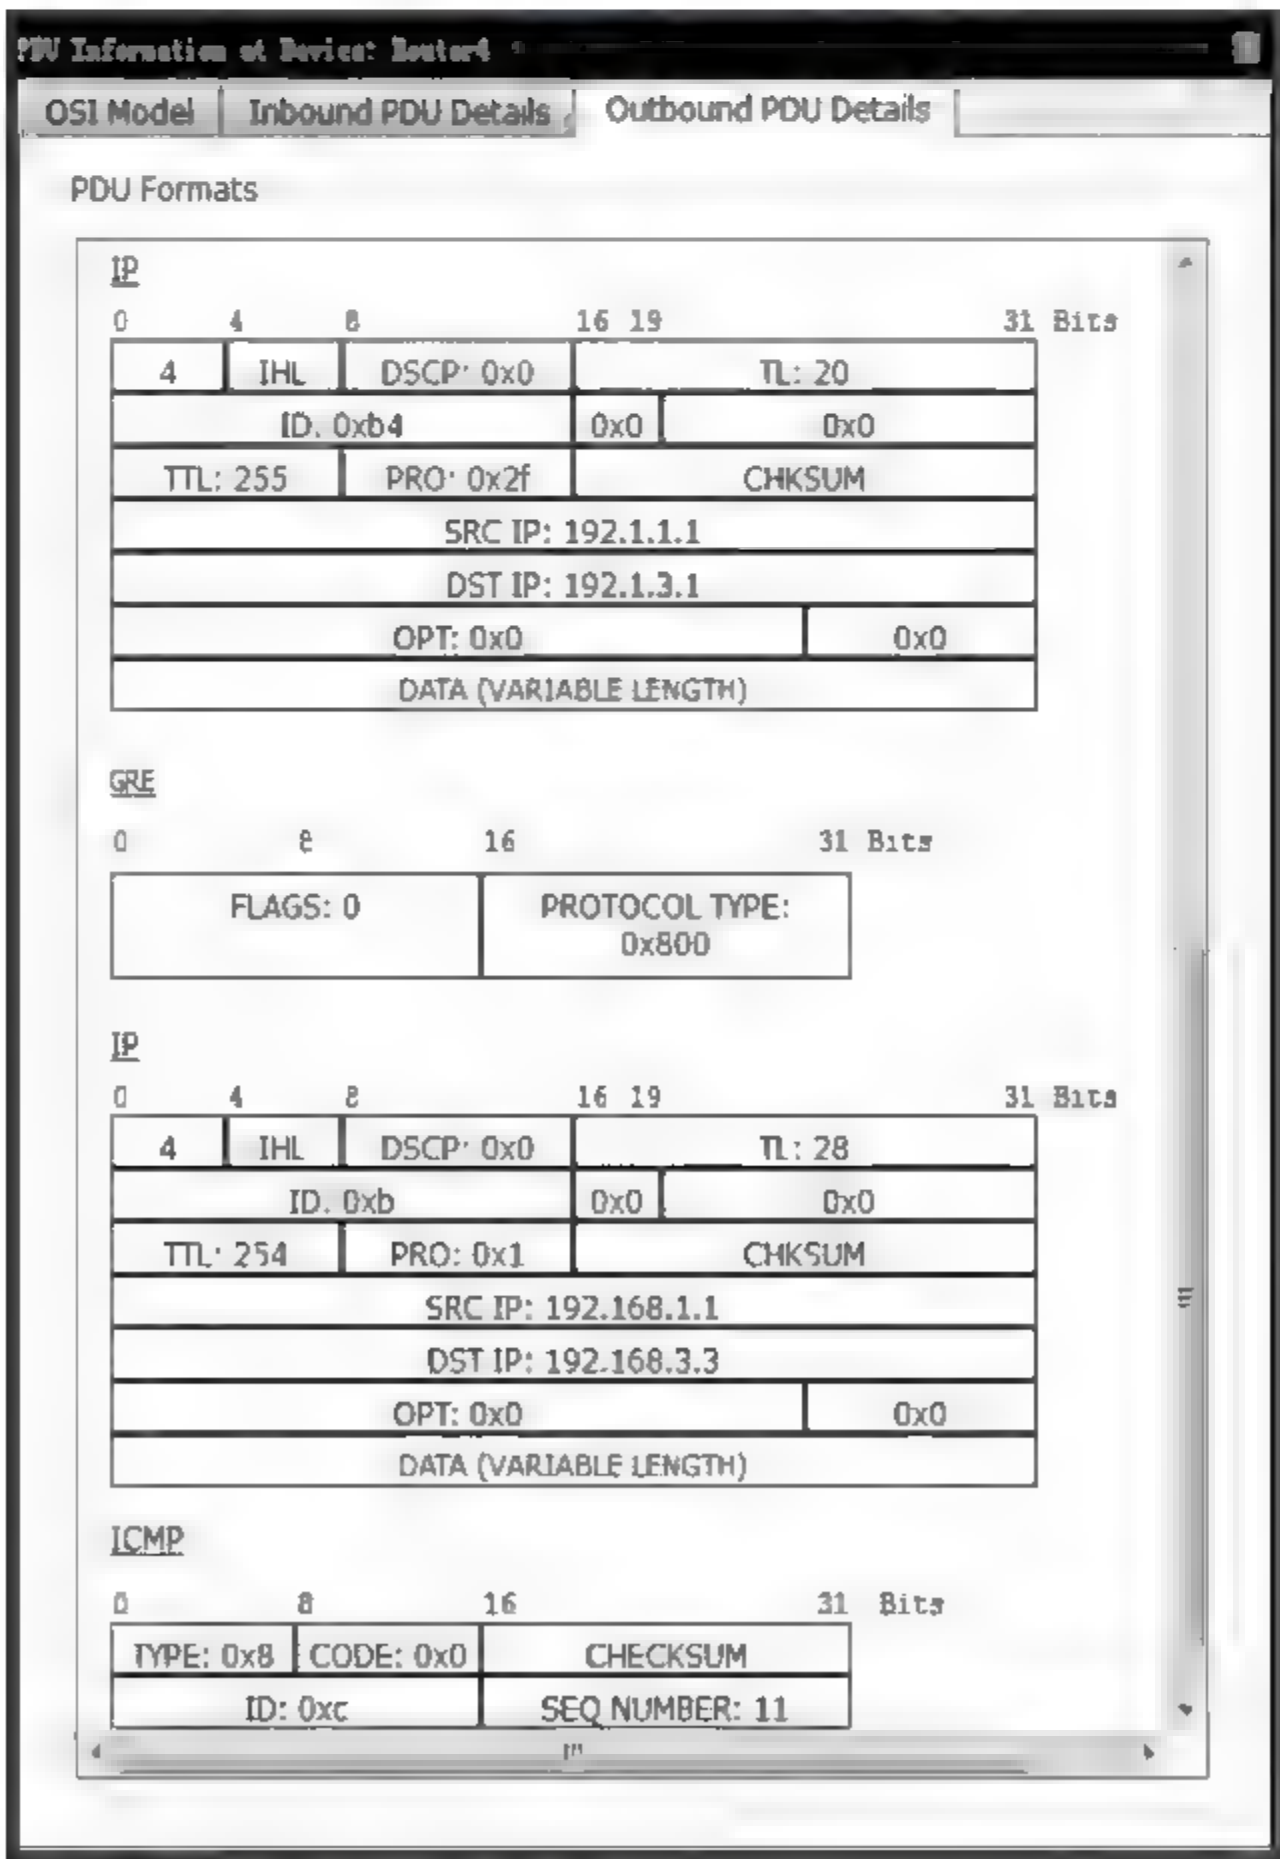 PDU Information at Device: Router4
OSI Model Inbound PDU Details Outbound PDU Details
PDU Formats
IP
0 4 8 16 19 31 Bits
4 IHL DSCP: 0x0 TL: 20
ID. 0xb4 0x0 0x0
TTL: 255 PRO: 0x2f CHKSUM
SRC IP: 192.1.1.1
DST IP: 192.1.3.1
OPT: 0x0 0x0
DATA (VARIABLE LENGTH)
GRE
0 8 16 31 Bits
FLAGS: 0 PROTOCOL TYPE:
0x800
IP
0 4 8 16 19 31 Bits
4 IHL DSCP: 0x0 TL: 28
ID. 0xb 0x0 0x0
TTL: 254 PRO: 0x1 CHKSUM
SRC IP: 192.168.1.1
DST IP: 192.168.3.3
OPT: 0x0 0x0
DATA (VARIABLE LENGTH)
ICMP
0 8 16 31 Bits
TYPE: 0x8 CODE: 0x0 CHECKSUM
ID: 0xc SEQ NUMBER: 11